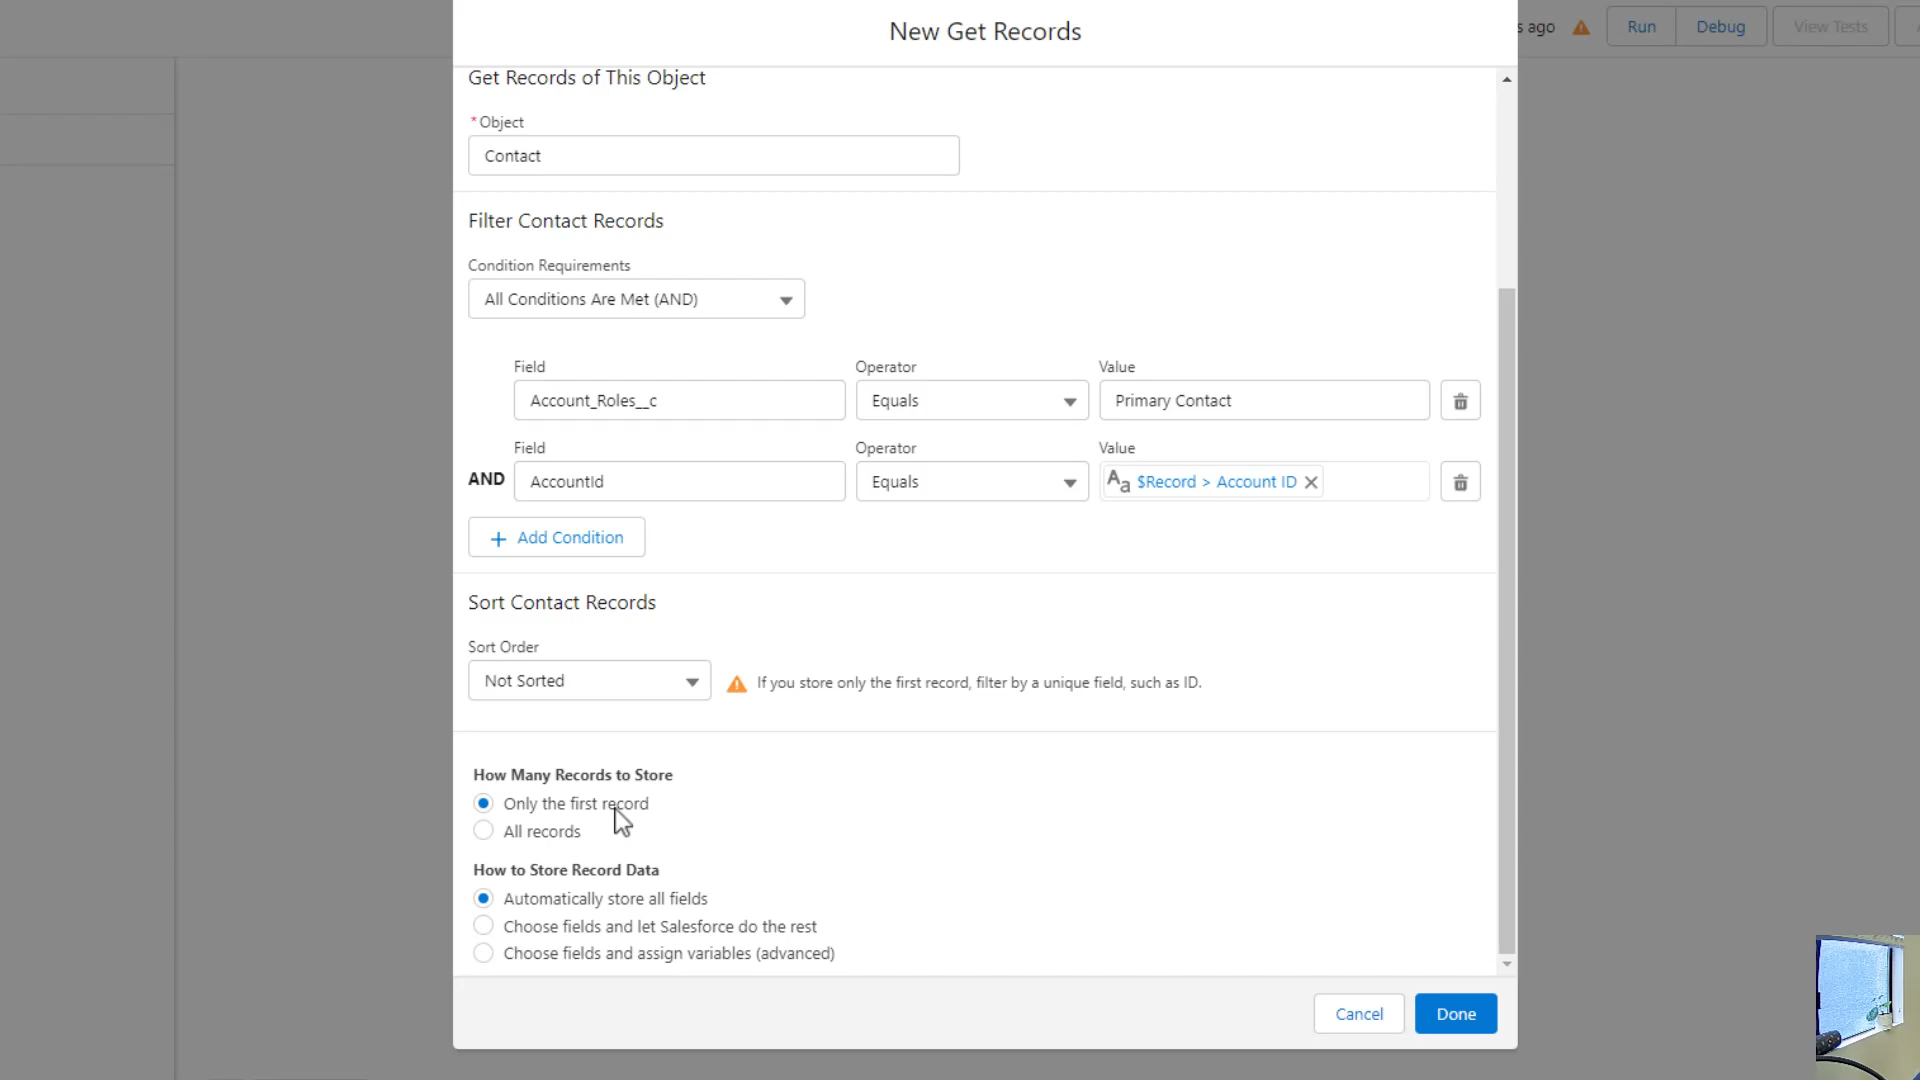 New Get Records
s ago
Run
Debug
View Tests
Get Records of This Object
*Object
Contact
Filter Contact Records
Condition Requirements
All Conditions Are Met (AND)
Field
Operator
Value
Account_Roles__c
Equals
Primary Contact
Field
Operator
Value
AND
AccountId
Equals
Aa $Record > Account ID
+ Add Condition
Sort Contact Records
Sort Order
Not Sorted
If you store only the first record, filter by a unique field, such as ID.
How Many Records to Store
Only the first record
All records
How to Store Record Data
Automatically store all fields
Choose fields and let Salesforce do the rest
Choose fields and assign variables (advanced)
Cancel
Done